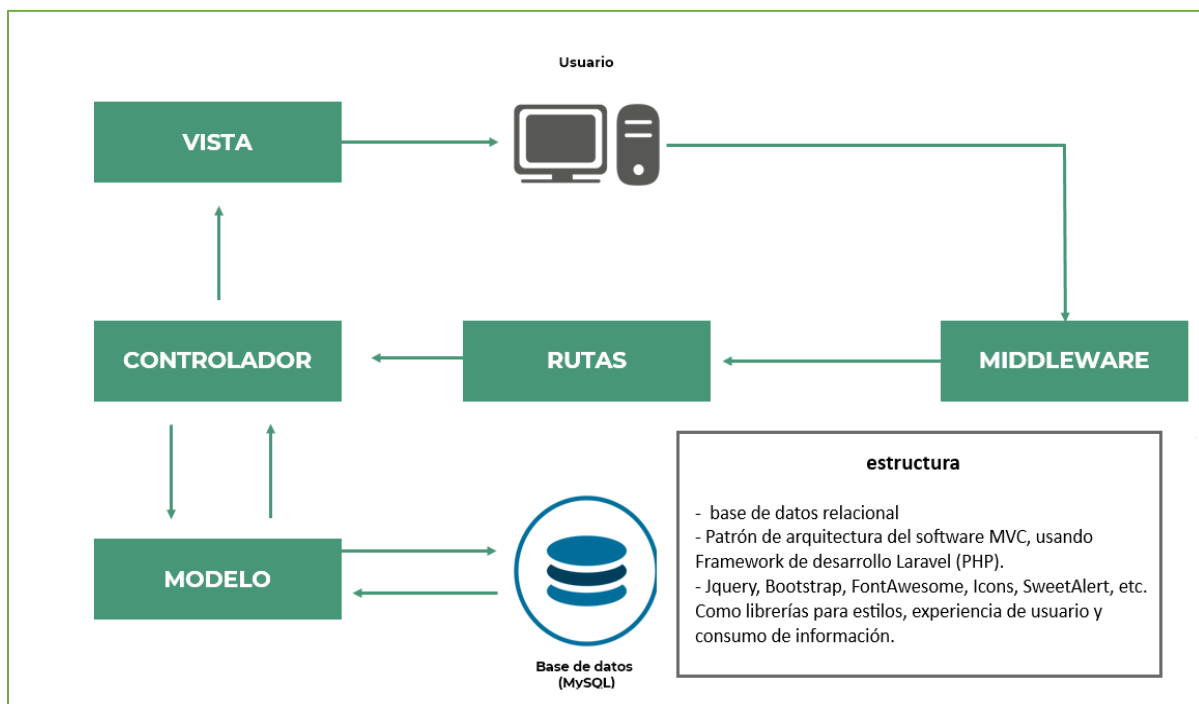 Usuario
VISTA
CONTROLADOR
RUTAS
MIDDLEWARE
MODELO
Base de datos
(MySQL)
estructura
- base de datos relacional
- Patrón de arquitectura del software MVC, usando
Framework de desarrollo Laravel (PHP).
- Jquery, Bootstrap, FontAwesome, Icons, SweetAlert, etc.
Como librerías para estilos, experiencia de usuario y
consumo de información.